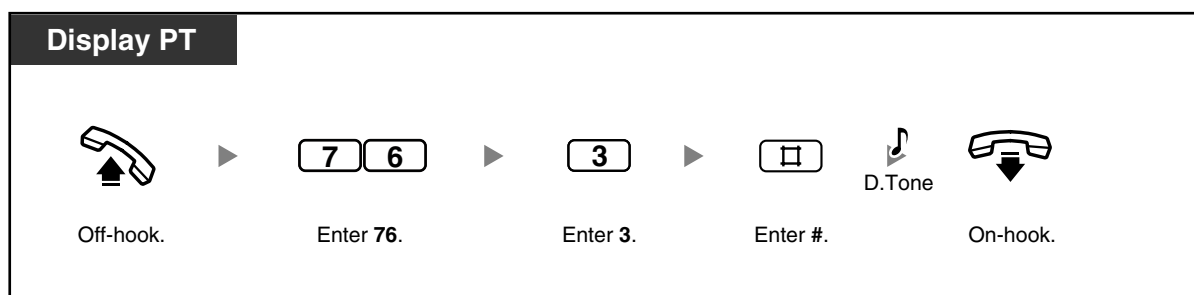 Display PT
7 6 3 #
D.Tone
Off-hook. Enter 76. Enter 3. Enter #. On-hook.